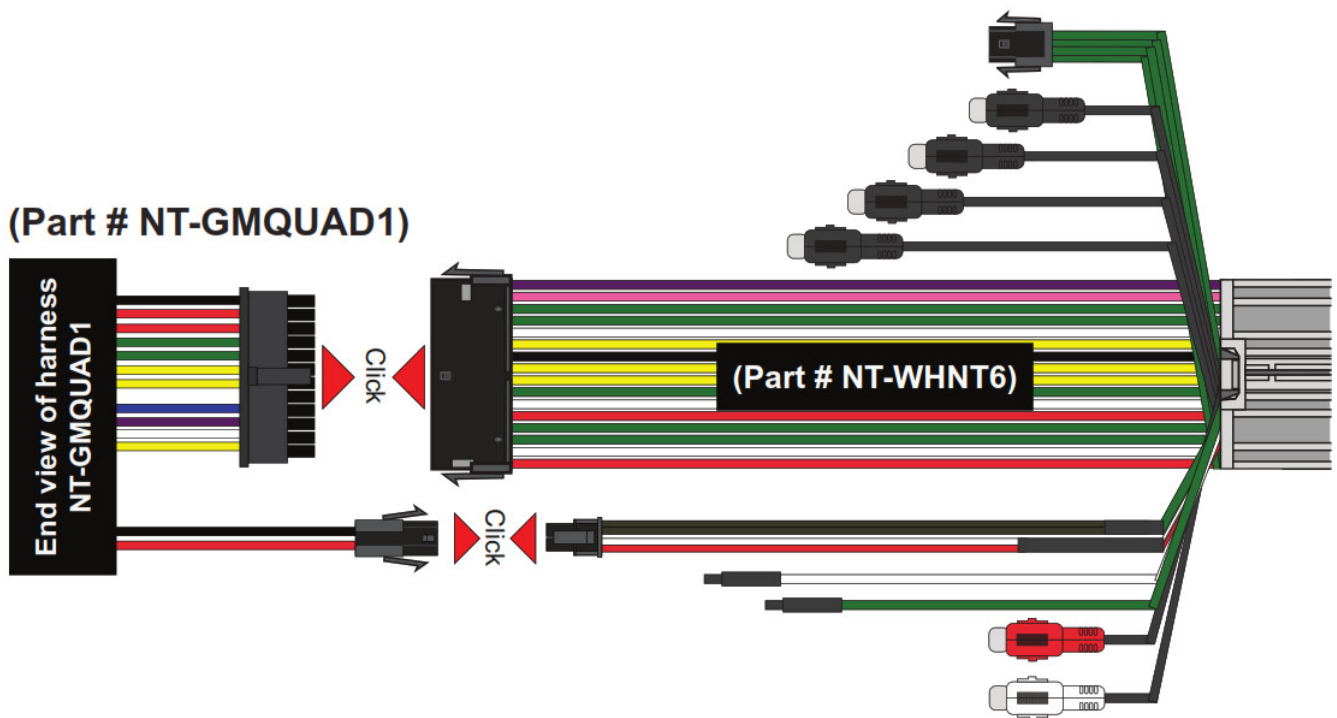 (Part # NT-GMQUAD1)
End view of harness
NT-GMQUAD1
Click
(Part # NT-WHNT6)
Click